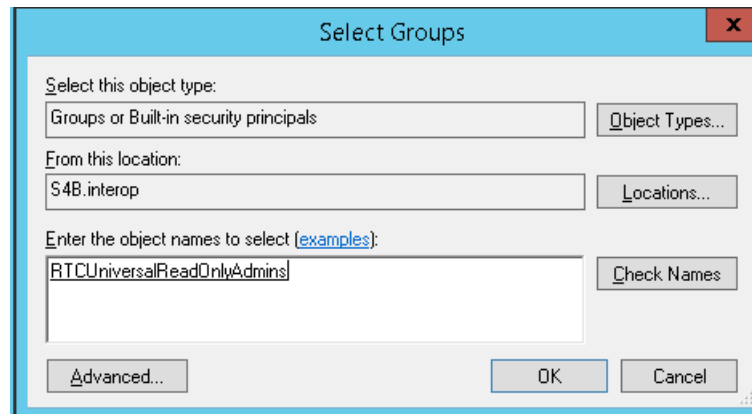 Select Groups
x
Select this object type:
Groups or Built-in security principals
Object Types...
From this location:
S4B.interop
Locations...
Enter the object names to select (examples):
RTCUniversalReadOnlyAdmins
Check Names
Advanced...
OK
Cancel